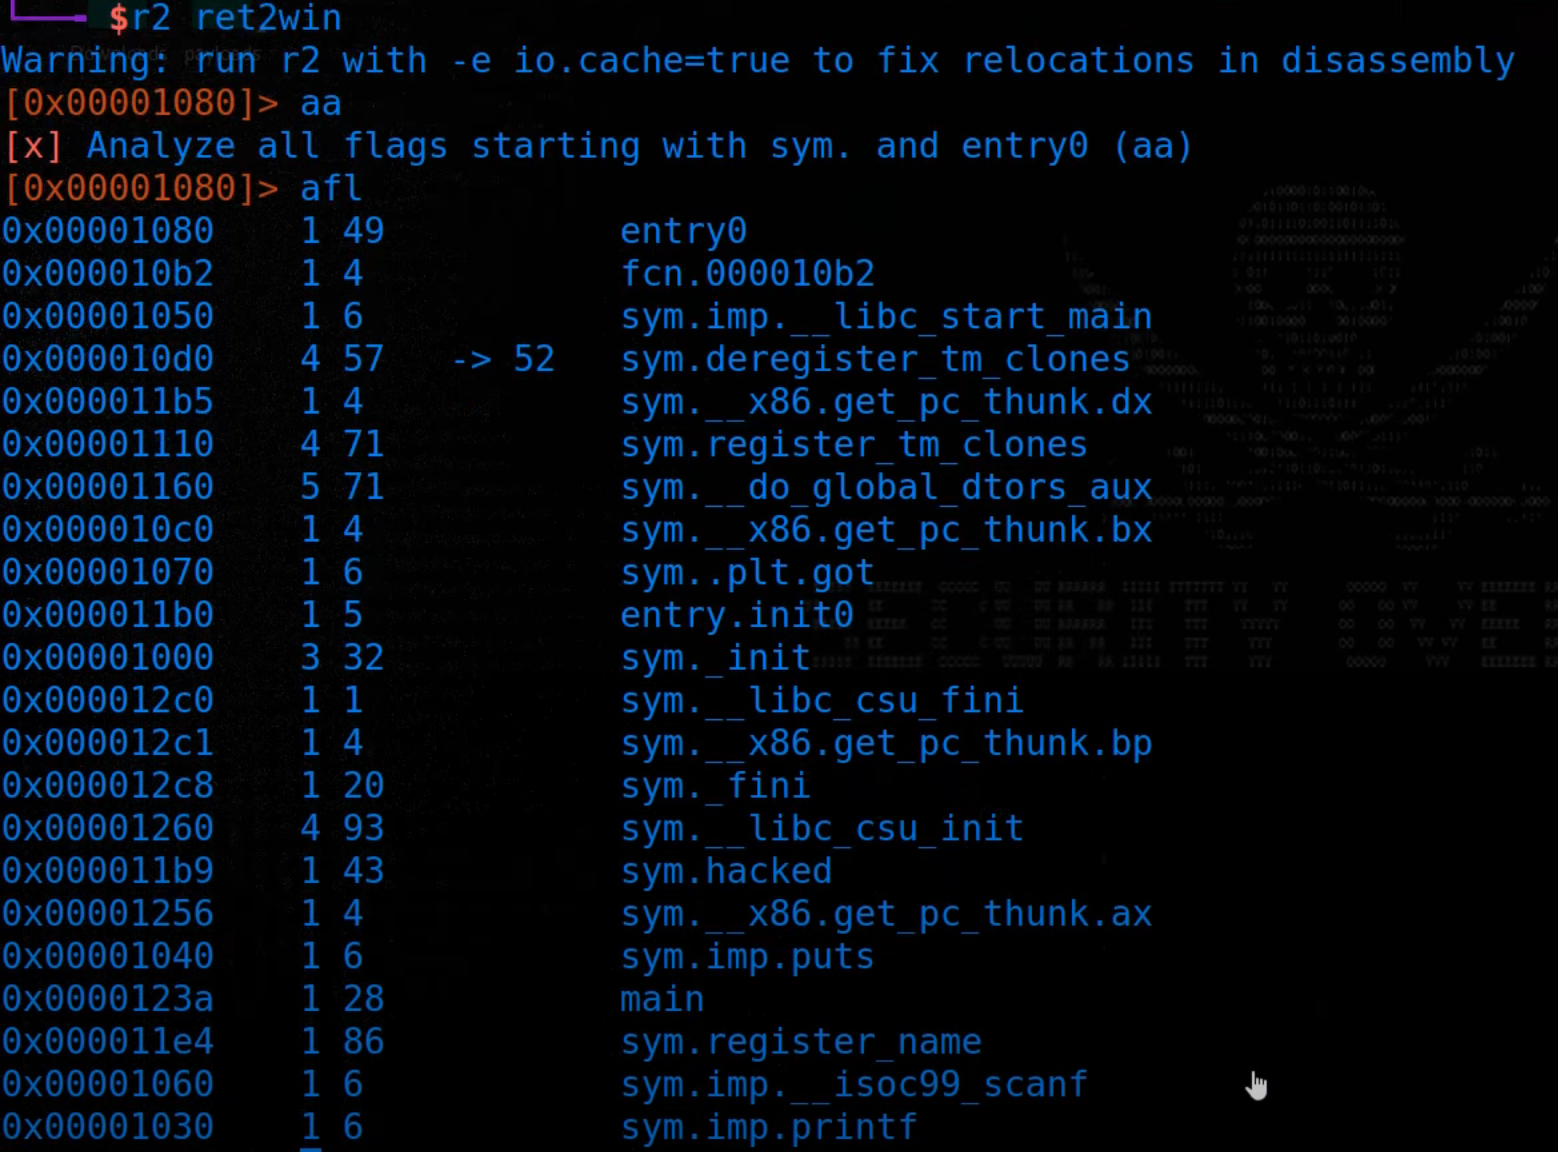 $r2 ret2win
Warning: run r2 with -e io.cache=true to fix relocations in disassembly
[0x00001080]> aa
[x] Analyze all flags starting with sym. and entry0 (aa)
[0x00001080]> afl
0x00001080 1 49 entry0
0x000010b2 1 4 fcn.000010b2
0x00001050 1 6 sym.imp.__libc_start_main
0x000010d0 4 57 -> 52 sym.deregister_tm_clones
0x000011b5 1 4 sym.__x86.get_pc_thunk.dx
0x00001110 4 71 sym.register_tm_clones
0x00001160 5 71 sym.__do_global_dtors_aux
0x000010c0 1 4 sym.__x86.get_pc_thunk.bx
0x00001070 1 6 sym..plt.got
0x000011b0 1 5 entry.init0
0x00001000 3 32 sym._init
0x000012c0 1 1 sym.__libc_csu_fini
0x000012c1 1 4 sym.__x86.get_pc_thunk.bp
0x000012c8 1 20 sym._fini
0x00001260 4 93 sym.__libc_csu_init
0x000011b9 1 43 sym.hacked
0x00001256 1 4 sym.__x86.get_pc_thunk.ax
0x00001040 1 6 sym.imp.puts
0x0000123a 1 28 main
0x000011e4 1 86 sym.register_name
0x00001060 1 6 sym.imp.__isoc99_scanf
0x00001030 1 6 sym.imp.printf